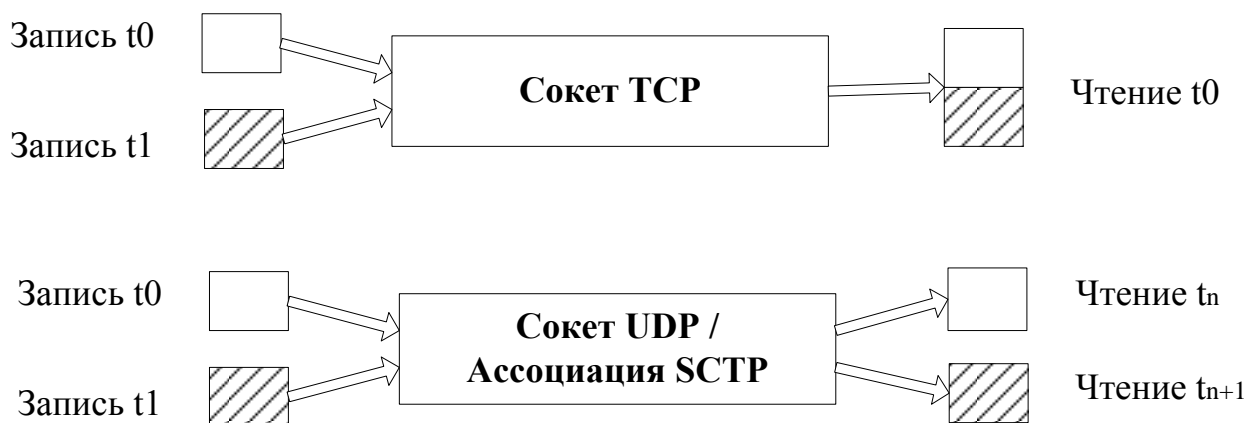 Запись t0
Сокет TCP
Чтение t0
Запись t1
Запись t0
Сокет UDP /
Ассоциация SCTP
Чтение tn
Запись t1
Чтение tn+1